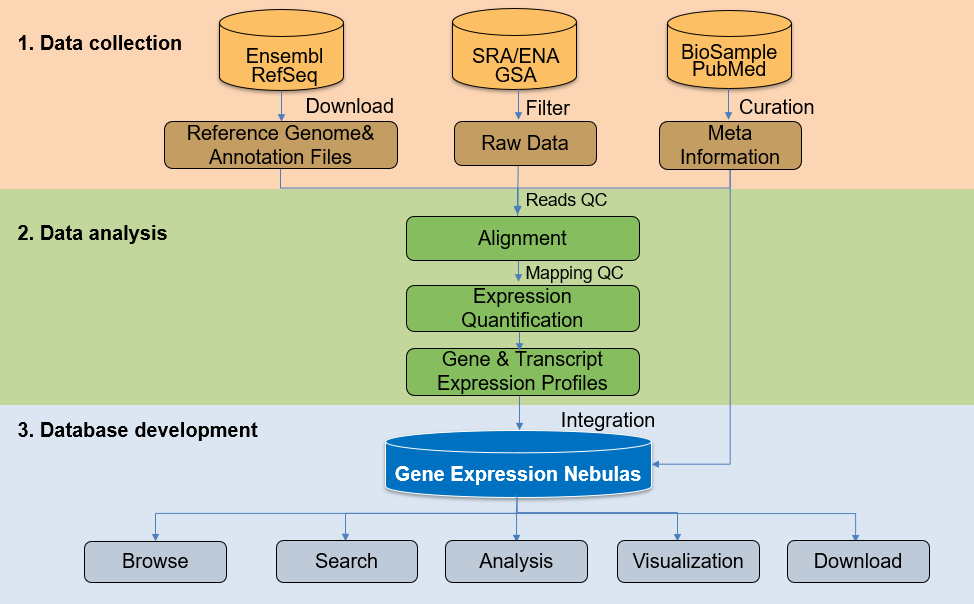 1. Data collection
Ensembl
RefSeq
SRA/ENA
GSA
BioSample
PubMed
Download
Filter
Curation
Reference Genome&
Annotation Files
Raw Data
Meta
Information
Reads QC
2. Data analysis
Alignment
Mapping QC
Expression
Quantification
Gene & Transcript
Expression Profiles
Integration
3. Database development
Gene Expression Nebulas
Browse
Search
Analysis
Visualization
Download